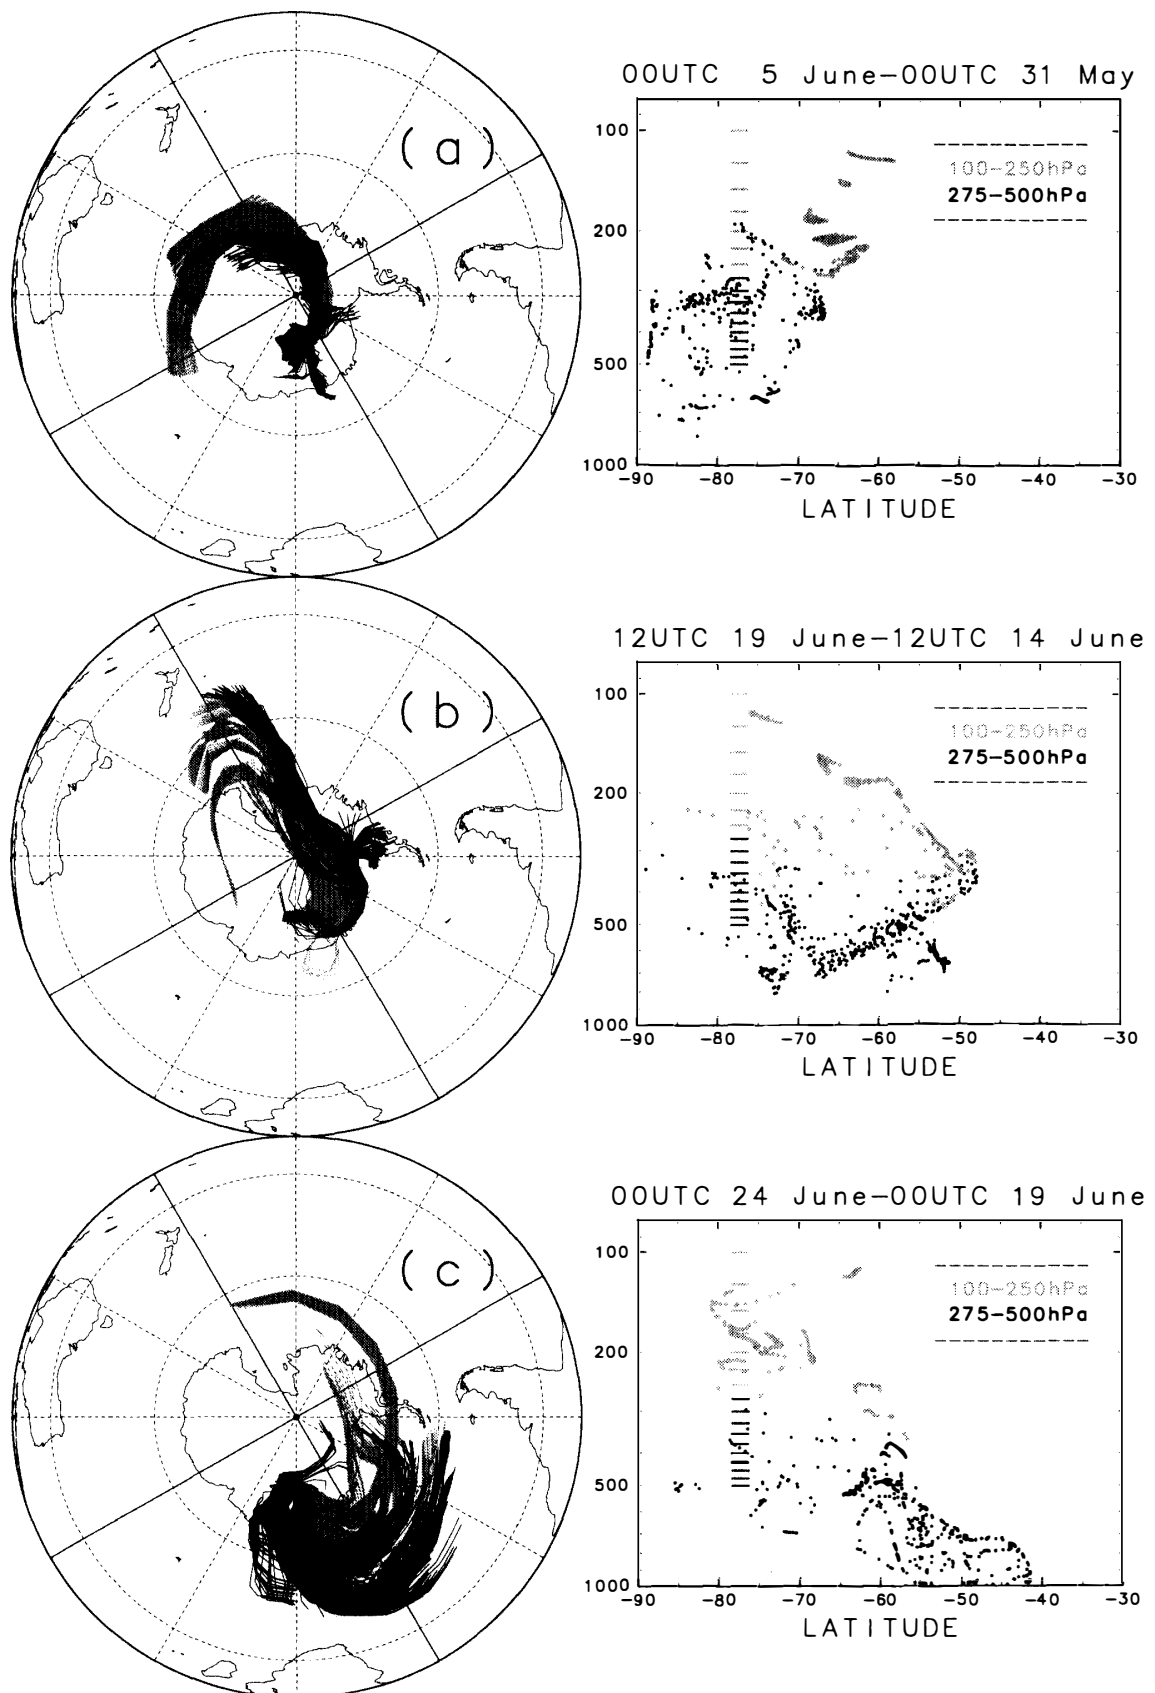 (a)
00UTC 5 June-00UTC 31 May
100
200
500
1000
100-250hPa
275-500hPa
-90 -80 -70 -60 -50 -40 -30
LATITUDE
(b)
12UTC 19 June-12UTC 14 June
100
200
500
1000
100-250hPa
275-500hPa
-90 -80 -70 -60 -50 -40 -30
LATITUDE
(c)
00UTC 24 June-00UTC 19 June
100
200
500
1000
100-250hPa
275-500hPa
-90 -80 -70 -60 -50 -40 -30
LATITUDE